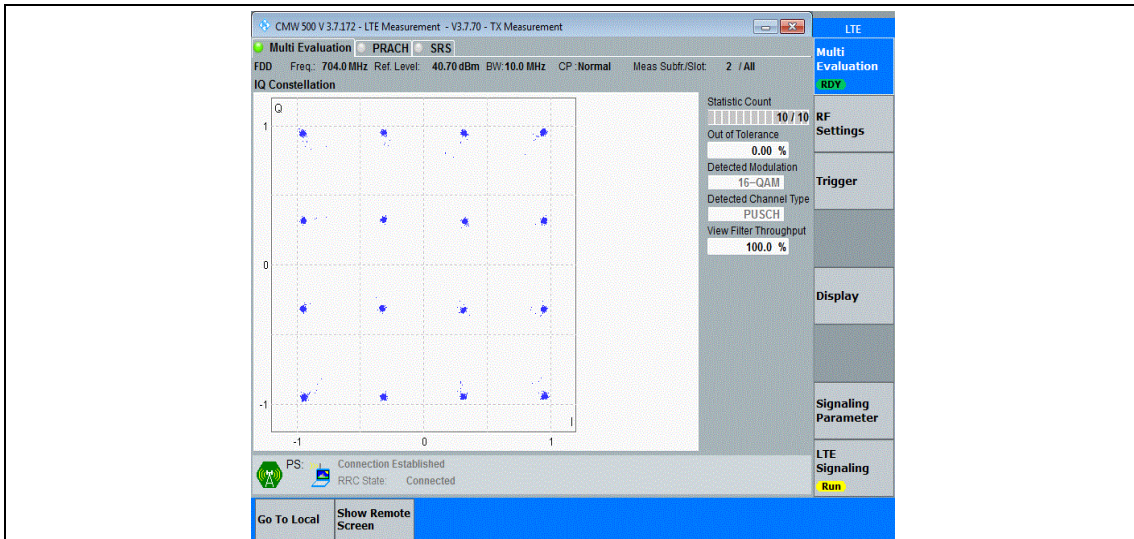 CMW 500 V 3.7.172 - LTE Measurement - V3.7.70 - TX Measurement
LTE
Multi Evaluation PRACH SRS
FDD Freq.: 704.0 MHz Ref. Level: 40.70 dBm BW: 10.0 MHz CP : Normal Meas Subfr./Slot: 2 / All
IQ Constellation
Q
1
0
-1
-1 0 1
I
Statistic Count
10 / 10
Out of Tolerance
0.00 %
Detected Modulation
16-QAM
Detected Channel Type
PUSCH
View Filter Throughput
100.0 %
Multi
Evaluation
RDY
RF
Settings
Trigger
Display
Signaling
Parameter
LTE
Signaling
Run
PS: Connection Established
RRC State: Connected
Go To Local
Show Remote
Screen